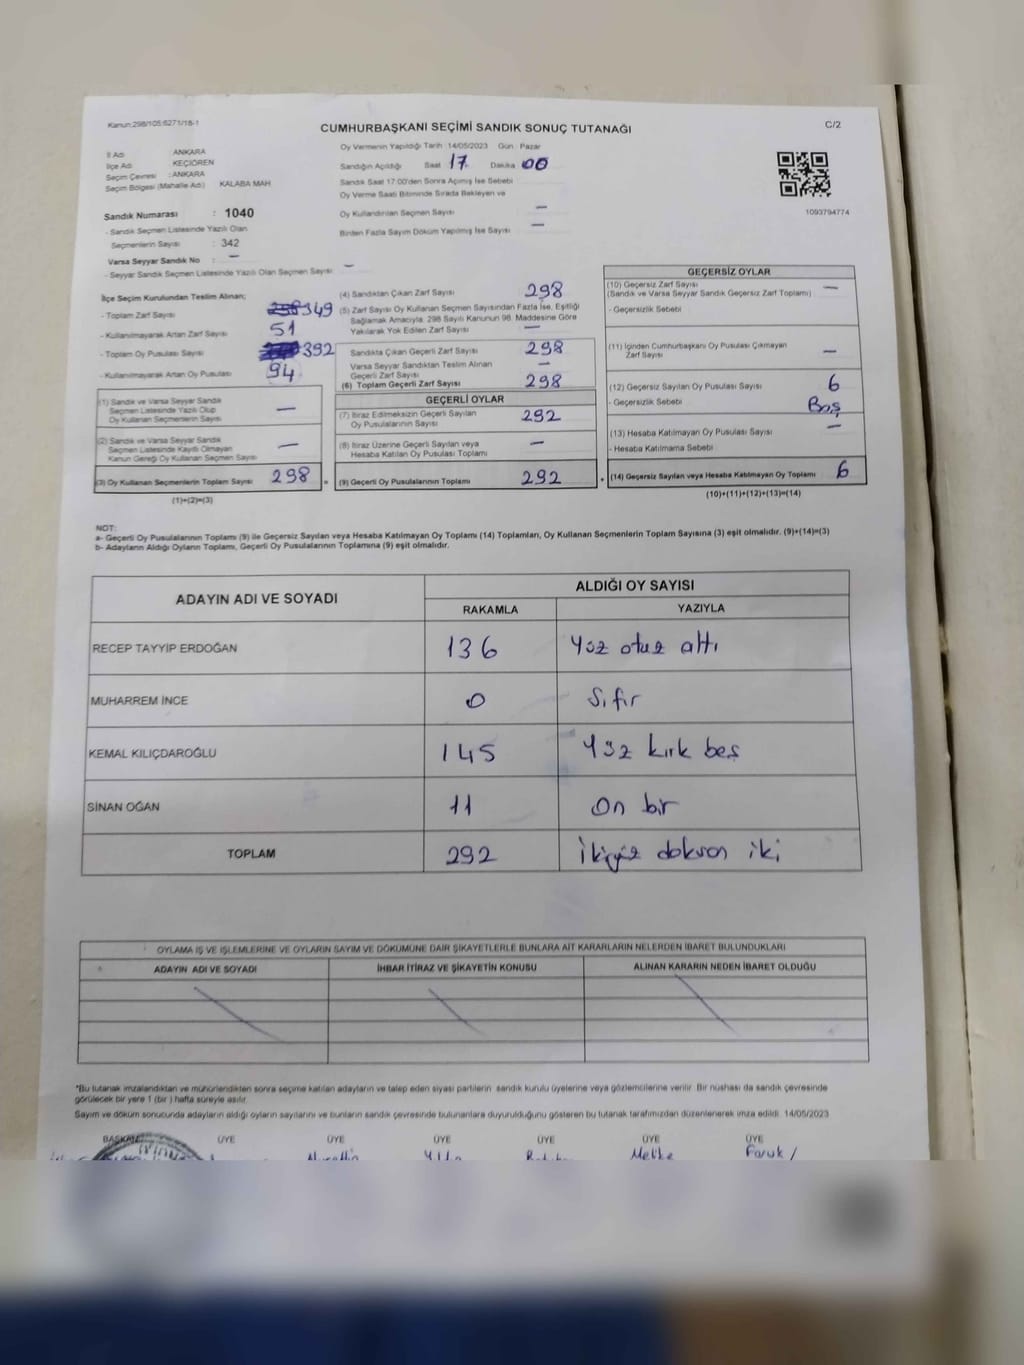 Kanun:298/105;6271/18-1
CUMHURBAŞKANI SEÇİMİ SANDIK SONUÇ TUTANAĞI
C/2
İl Adı ANKARA
İlçe Adı KEÇİÖREN
Seçim Çevresi : ANKARA
Seçim Bölgesi (Mahalle Adı) KALABA MAH
Sandık Numarası : 1040
- Sandık Seçmen Listesinde Yazılı Olan
Seçmenlerin Sayısı : 342
Varsa Seyyar Sandık No : –
- Seyyar Sandık Seçmen Listesinde Yazılı Olan Seçmen Sayısı –
Oy Vermenin Yapıldığı Tarih :14/05/2023 Gün : Pazar
Sandığın Açıldığı Saat 17 Dakika 00
Sandık Saat 17:00'den Sonra Açılmış İse Sebebi
Oy Verme Saati Bitiminde Sırada Bekleyen ve
Oy Kullandırılan Seçmen Sayısı –
Birden Fazla Sayım Döküm Yapılmış İse Sayısı –
1093794774
İlçe Seçim Kurulundan Teslim Alınan;
- Toplam Zarf Sayısı 349
- Kullanılmayarak Artan Zarf Sayısı 51
- Toplam Oy Pusulası Sayısı 392
- Kullanılmayarak Artan Oy Pusulası 94
(1) Sandık ve Varsa Seyyar Sandık
Seçmen Listesinde Yazılı Olup
Oy Kullanan Seçmenlerin Sayısı –
(2) Sandık ve Varsa Seyyar Sandık
Seçmen Listesinde Kayıtlı Olmayan
Kanun Gereği Oy Kullanan Seçmen Sayısı –
(3) Oy Kullanan Seçmenlerin Toplam Sayısı 298 =
(1)+(2)=(3)
(4) Sandıktan Çıkan Zarf Sayısı 298
(5) Zarf Sayısı Oy Kullanan Seçmen Sayısından Fazla İse, Eşitliği
Sağlamak Amacıyla, 298 Sayılı Kanunun 98. Maddesine Göre
Yakılarak Yok Edilen Zarf Sayısı –
Sandıkta Çıkan Geçerli Zarf Sayısı 298
Varsa Seyyar Sandıktan Teslim Alınan
Geçerli Zarf Sayısı –
(6) Toplam Geçerli Zarf Sayısı 298
GEÇERLİ OYLAR
(7) İtiraz Edilmeksizin Geçerli Sayılan
Oy Pusulalarının Sayısı 292
(8) İtiraz Üzerine Geçerli Sayılan veya
Hesaba Katılan Oy Pusulası Toplamı –
(9) Geçerli Oy Pusulalarının Toplamı 292 +
GEÇERSİZ OYLAR
(10) Geçersiz Zarf Sayısı –
(Sandık ve Varsa Seyyar Sandık Geçersiz Zarf Toplamı)
- Geçersizlik Sebebi
(11) İçinden Cumhurbaşkanı Oy Pusulası Çıkmayan
Zarf Sayısı –
(12) Geçersiz Sayılan Oy Pusulası Sayısı 6
- Geçersizlik Sebebi Boş
(13) Hesaba Katılmayan Oy Pusulası Sayısı –
- Hesaba Katılmama Sebebi
(14) Geçersiz Sayılan veya Hesaba Katılmayan Oy Toplamı 6
(10)+(11)+(12)+(13)=(14)
NOT:
a- Geçerli Oy Pusulalarının Toplamı (9) ile Geçersiz Sayılan veya Hesaba Katılmayan Oy Toplamı (14) Toplamları, Oy Kullanan Seçmenlerin Toplam Sayısına (3) eşit olmalıdır. (9)+(14)=(3)
b- Adayların Aldığı Oyların Toplamı, Geçerli Oy Pusulalarının Toplamına (9) eşit olmalıdır.
ADAYIN ADI VE SOYADI ALDIĞI OY SAYISI
RAKAMLA YAZIYLA
RECEP TAYYİP ERDOĞAN 136 Yüz otuz altı
MUHARREM İNCE 0 Sıfır
KEMAL KILIÇDAROĞLU 145 Yüz kırk beş
SİNAN OĞAN 11 On bir
TOPLAM 292 İkiyüz doksan iki
OYLAMA İŞ VE İŞLEMLERİNE VE OYLARIN SAYIM VE DÖKÜMÜNE DAİR ŞİKAYETLERLE BUNLARA AİT KARARLARIN NELERDEN İBARET BULUNDUKLARI
ADAYIN ADI VE SOYADI İHBAR İTİRAZ VE ŞİKAYETİN KONUSU ALINAN KARARIN NEDEN İBARET OLDUĞU
*Bu tutanak imzalandıktan ve mühürlendikten sonra seçime katılan adayların ve talep eden siyasi partilerin sandık kurulu üyelerine veya gözlemcilerine verilir. Bir nüshası da sandık çevresinde
görülecek bir yere 1 (bir ) hafta süreyle asılır.
Sayım ve döküm sonucunda adayların aldığı oyların sayılarını ve bunların sandık çevresinde bulunanlara duyurulduğunu gösteren bu tutanak tarafımızdan düzenlenerek imza edildi. 14/05/2023
BAŞKAN ÜYE ÜYE ÜYE ÜYE ÜYE ÜYE
Nurettin Melike Faruk /